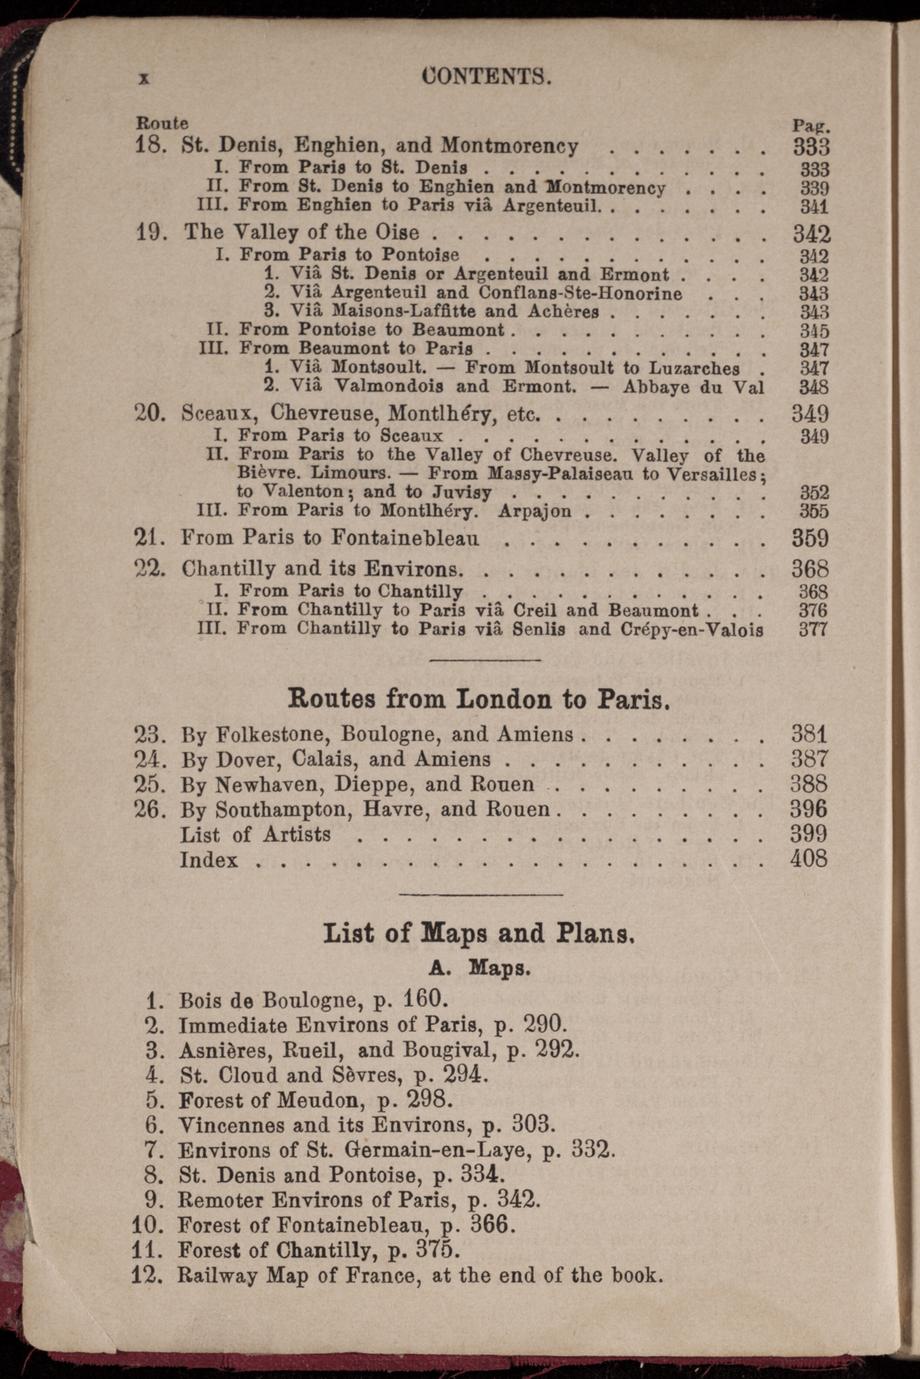 x CONTENTS.
Route Pag.
18. St. Denis, Enghien, and Montmorency . . . . . . . 333
I. From Paris to St. Denis . . . . . . . . . . . . 333
II. From St. Denis to Enghien and Montmorency . . . . 339
III. From Enghien to Paris viâ Argenteuil. . . . . . . . 341
19. The Valley of the Oise . . . . . . . . . . . . . . 342
I. From Paris to Pontoise . . . . . . . . . . . . 342
1. Viâ St. Denis or Argenteuil and Ermont . . . . 342
2. Viâ Argenteuil and Conflans-Ste-Honorine . . . 343
3. Viâ Maisons-Laffitte and Achères . . . . . . . 343
II. From Pontoise to Beaumont . . . . . . . . . . . 345
III. From Beaumont to Paris . . . . . . . . . . . . 347
1. Viâ Montsoult. — From Montsoult to Luzarches . 347
2. Viâ Valmondois and Ermont. — Abbaye du Val 348
20. Sceaux, Chevreuse, Montlhéry, etc. . . . . . . . . . 349
I. From Paris to Sceaux . . . . . . . . . . . . . 349
II. From Paris to the Valley of Chevreuse. Valley of the
Bièvre. Limours. — From Massy-Palaiseau to Versailles;
to Valenton; and to Juvisy . . . . . . . . . . . 352
III. From Paris to Montlhéry. Arpajon . . . . . . . . 355
21. From Paris to Fontainebleau . . . . . . . . . . . 359
22. Chantilly and its Environs. . . . . . . . . . . . . 368
I. From Paris to Chantilly . . . . . . . . . . . . 368
II. From Chantilly to Paris viâ Creil and Beaumont . . . 376
III. From Chantilly to Paris viâ Senlis and Crépy-en-Valois 377
Routes from London to Paris.
23. By Folkestone, Boulogne, and Amiens . . . . . . . . 381
24. By Dover, Calais, and Amiens . . . . . . . . . . . 387
25. By Newhaven, Dieppe, and Rouen . . . . . . . . . 388
26. By Southampton, Havre, and Rouen . . . . . . . . . 396
List of Artists . . . . . . . . . . . . . . . . . 399
Index . . . . . . . . . . . . . . . . . . . . . 408
List of Maps and Plans.
A. Maps.
1. Bois de Boulogne, p. 160.
2. Immediate Environs of Paris, p. 290.
3. Asnières, Rueil, and Bougival, p. 292.
4. St. Cloud and Sèvres, p. 294.
5. Forest of Meudon, p. 298.
6. Vincennes and its Environs, p. 303.
7. Environs of St. Germain-en-Laye, p. 332.
8. St. Denis and Pontoise, p. 334.
9. Remoter Environs of Paris, p. 342.
10. Forest of Fontainebleau, p. 366.
11. Forest of Chantilly, p. 375.
12. Railway Map of France, at the end of the book.